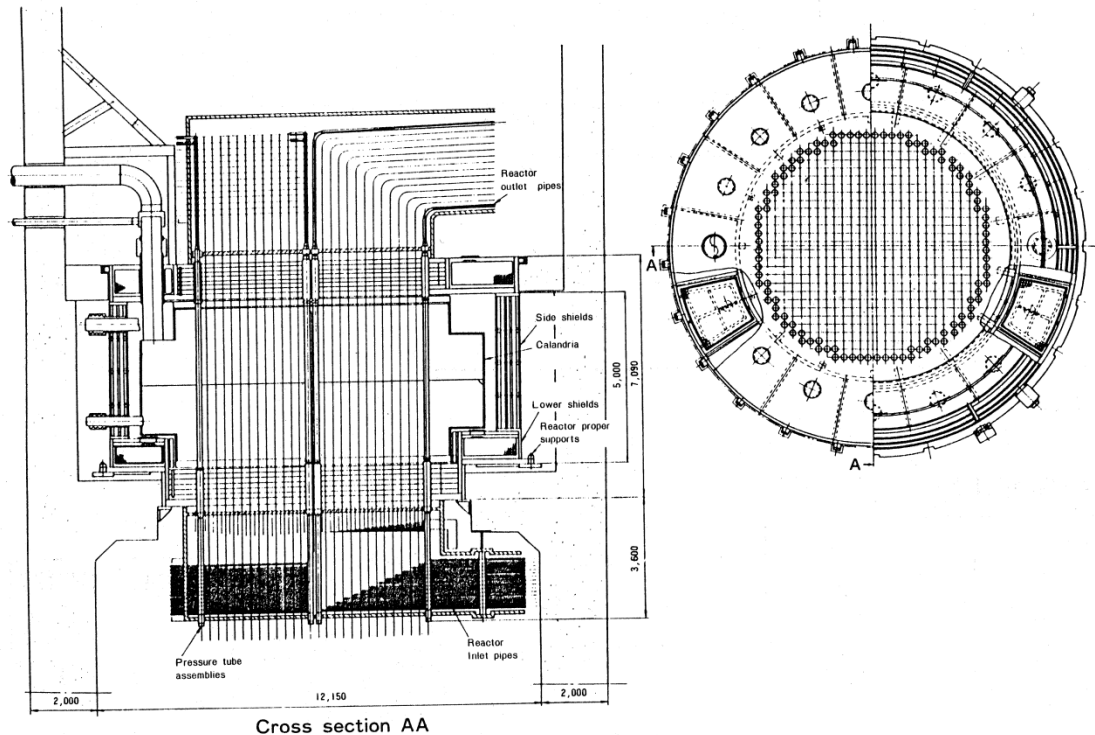 Reactor
outlet pipes
A
Side shields
Calandria
5,000
7,090
Lower shields
Reactor proper
supports
A
3,600
Reactor
Inlet pipes
Pressure tube
assemblies
2,000
12,150
2,000
Cross section AA